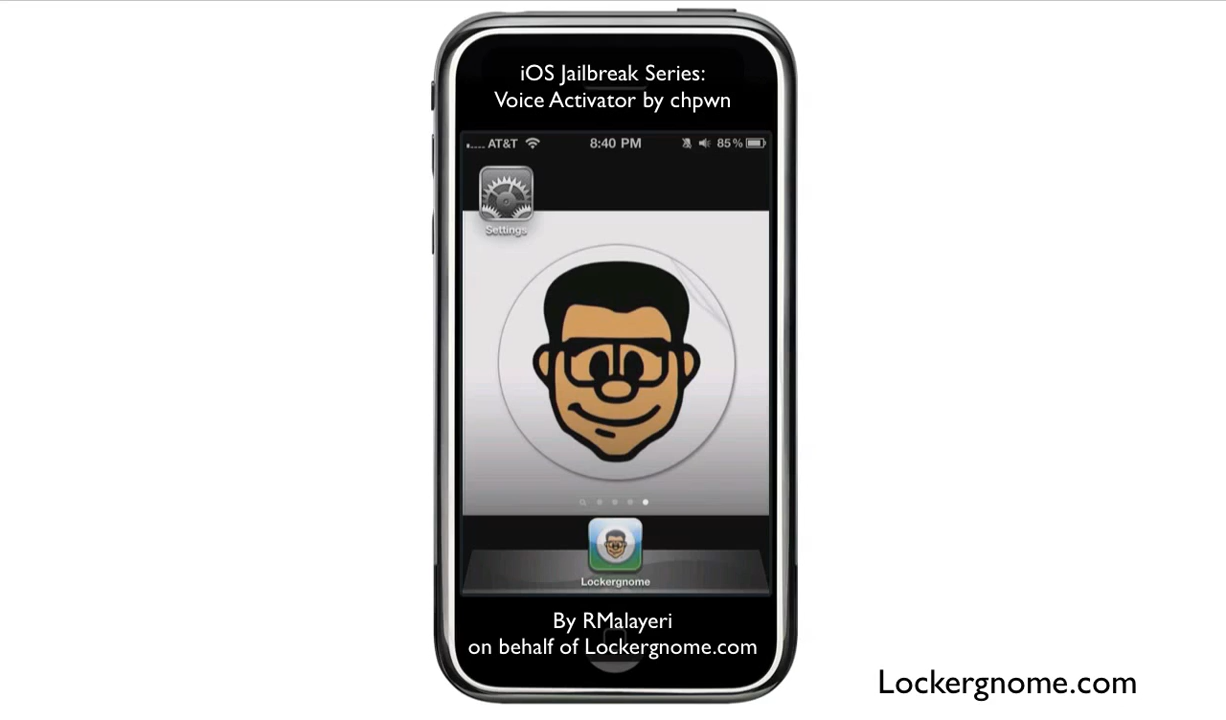 iOS Jailbreak Series:
Voice Activator by chpwn
AT&T 8:40 PM 85%
Settings
Lockergnome
By RMalayeri
on behalf of Lockergnome.com
Lockergnome.com